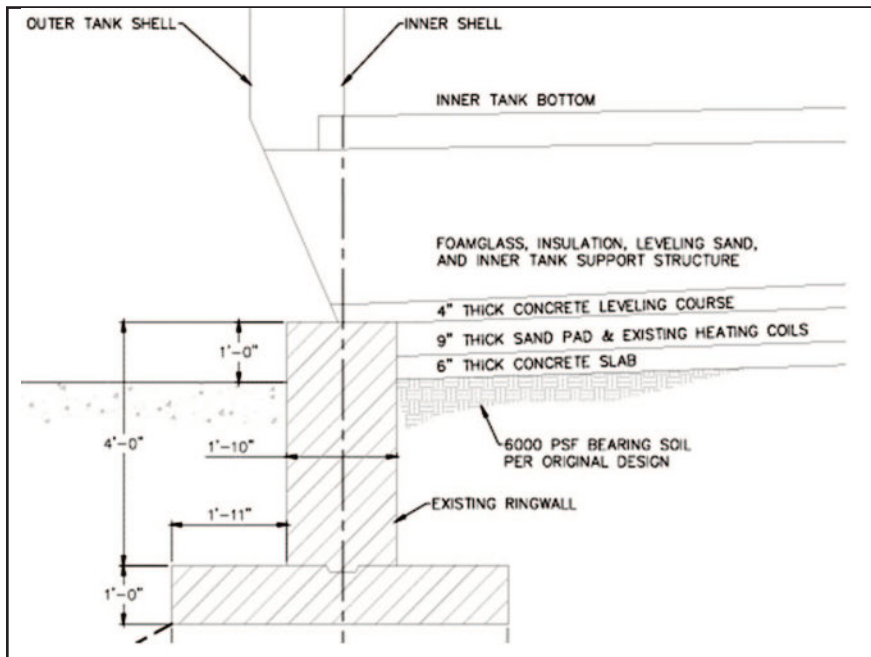 OUTER TANK SHELL
INNER SHELL
INNER TANK BOTTOM
FOAMGLASS, INSULATION, LEVELING SAND,
AND INNER TANK SUPPORT STRUCTURE
4" THICK CONCRETE LEVELING COURSE
1'-0"
9" THICK SAND PAD & EXISTING HEATING COILS
6" THICK CONCRETE SLAB
4'-0"
1'-10"
6000 PSF BEARING SOIL
PER ORIGINAL DESIGN
1'-11"
EXISTING RINGWALL
1'-0"